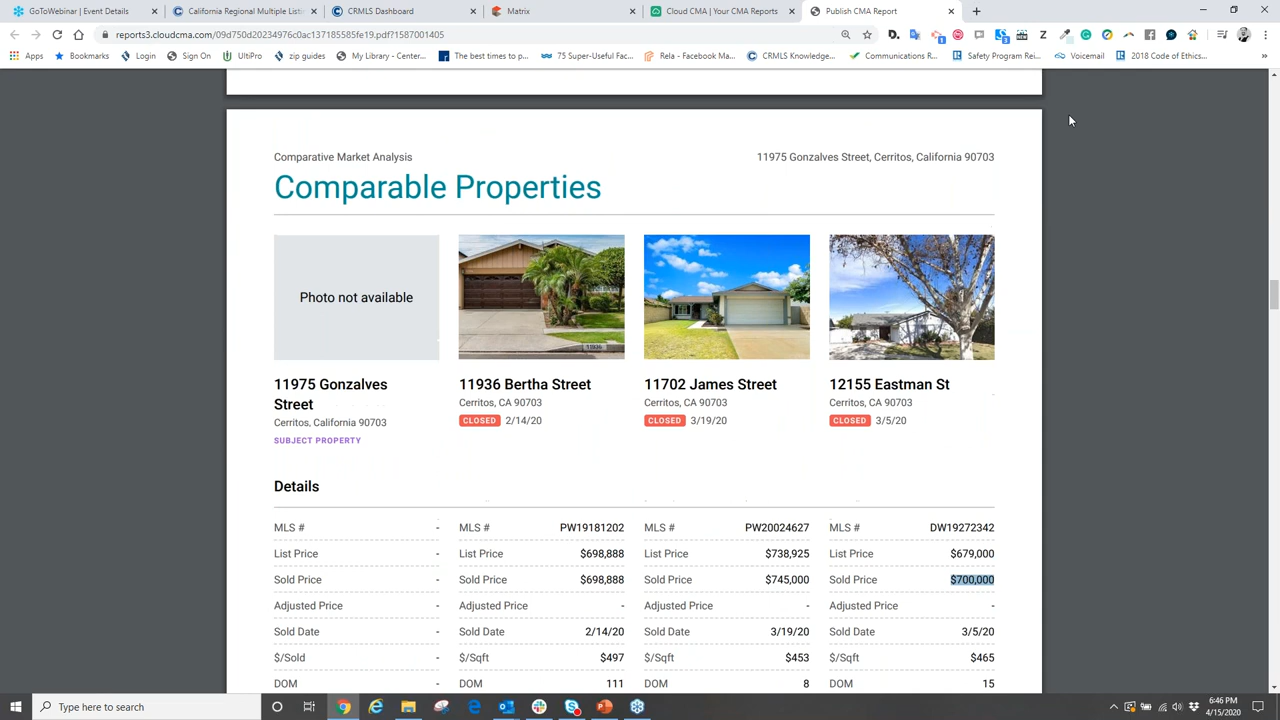 GoToWebinar | Event Details
California Regional Multiple Listi
CRMLS Dashboard
Matrix
Cloud CMA | Your CMA Reports
Publish CMA Report
reports3.cloudcma.com/09d750d20234976c0ac137185585fe19.pdf?1587001405
Apps
Bookmarks
Login
Sign On
UltiPro
zip guides
My Library - Center...
The best times to p...
75 Super-Useful Fac...
Rela - Facebook Ma...
CRMLS Knowledge...
Communications R...
Safety Program Rei...
Voicemail
2018 Code of Ethics...
»
Comparative Market Analysis
11975 Gonzalves Street, Cerritos, California 90703
Comparable Properties
Photo not available
11975 Gonzalves
Street
Cerritos, California 90703
SUBJECT PROPERTY
11936 Bertha Street
Cerritos, CA 90703
CLOSED 2/14/20
11702 James Street
Cerritos, CA 90703
CLOSED 3/19/20
12155 Eastman St
Cerritos, CA 90703
CLOSED 3/5/20
Details
MLS # - MLS # PW19181202 MLS # PW20024627 MLS # DW19272342
List Price - List Price $698,888 List Price $738,925 List Price $679,000
Sold Price - Sold Price $698,888 Sold Price $745,000 Sold Price $700,000
Adjusted Price - Adjusted Price - Adjusted Price - Adjusted Price -
Sold Date - Sold Date 2/14/20 Sold Date 3/19/20 Sold Date 3/5/20
$/Sold - $/Sqft $497 $/Sqft $453 $/Sqft $465
DOM - DOM 111 DOM 8 DOM 15
Type here to search
6:46 PM
4/15/2020